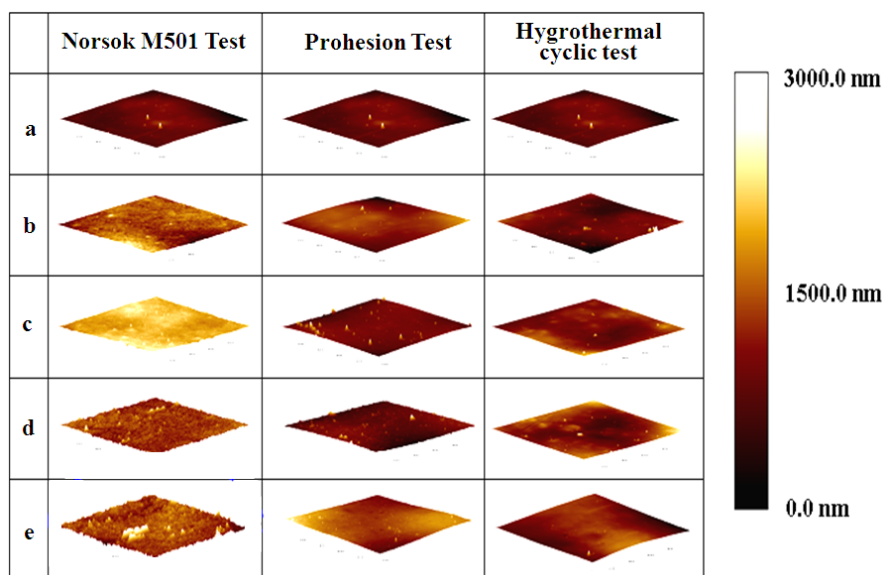 Norsok M501 Test
Prohesion Test
Hygrothermal
cyclic test
a
b
c
d
e
3000.0 nm
1500.0 nm
0.0 nm